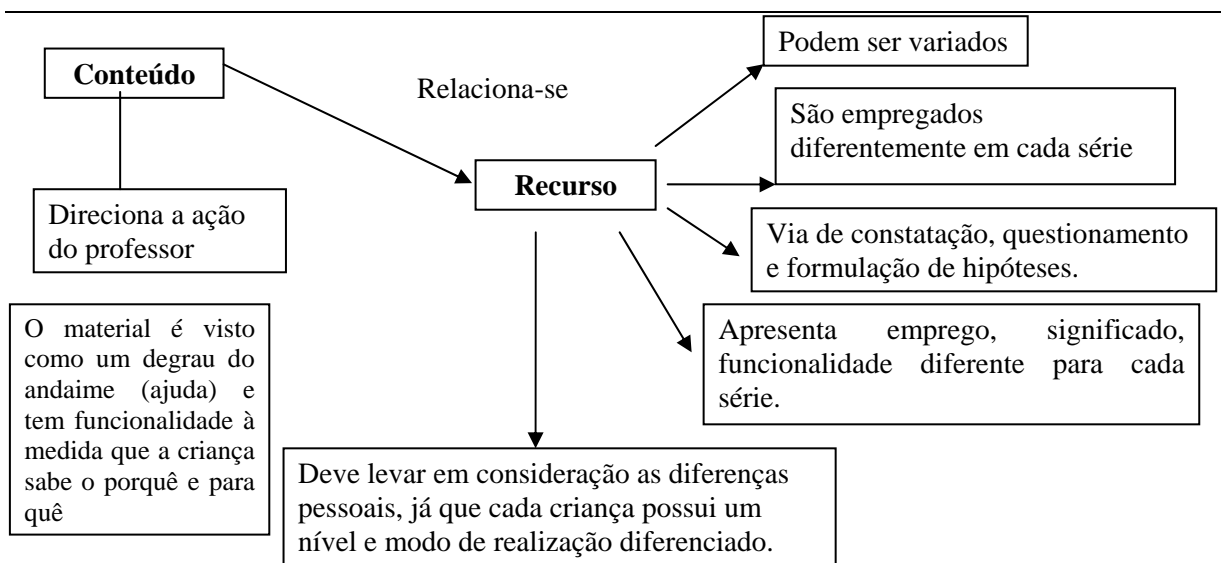 Conteúdo
Relaciona-se
Podem ser variados
São empregados
diferentemente em cada série
Recurso
Direciona a ação
do professor
Via de constatação, questionamento
e formulação de hipóteses.
O material é visto
como um degrau do
andaime (ajuda) e
tem funcionalidade à
medida que a criança
sabe o porquê e para
quê
Apresenta emprego, significado,
funcionalidade diferente para cada
série.
Deve levar em consideração as diferenças
pessoais, já que cada criança possui um
nível e modo de realização diferenciado.